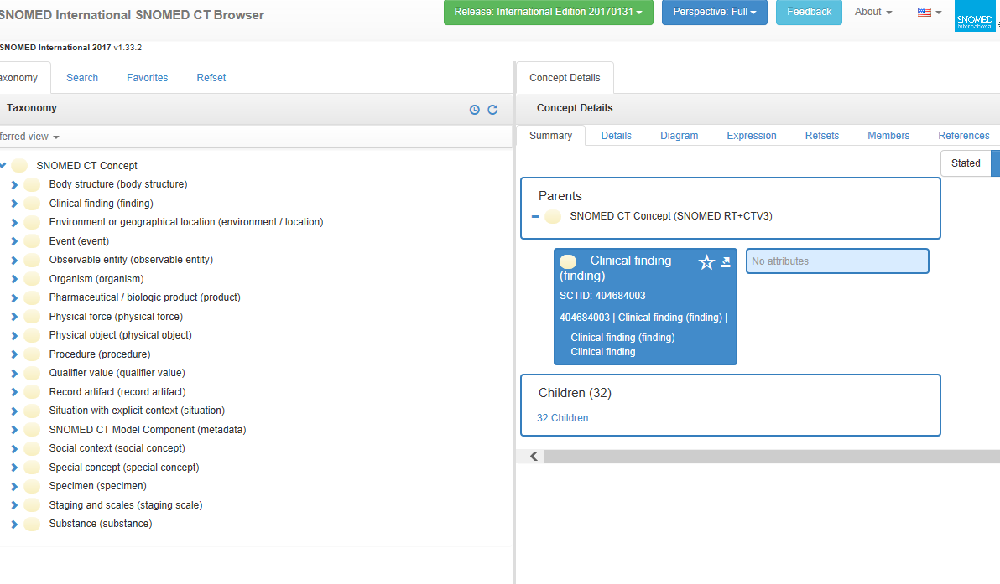 SNOMED International SNOMED CT Browser
Release: International Edition 20170131
Perspective: Full
Feedback
About
SNOMED
International
SNOMED International 2017 v1.33.2
axonomy
Search
Favorites
Refset
Taxonomy
ferred view
SNOMED CT Concept
Body structure (body structure)
Clinical finding (finding)
Environment or geographical location (environment / location)
Event (event)
Observable entity (observable entity)
Organism (organism)
Pharmaceutical / biologic product (product)
Physical force (physical force)
Physical object (physical object)
Procedure (procedure)
Qualifier value (qualifier value)
Record artifact (record artifact)
Situation with explicit context (situation)
SNOMED CT Model Component (metadata)
Social context (social concept)
Special concept (special concept)
Specimen (specimen)
Staging and scales (staging scale)
Substance (substance)
Concept Details
Concept Details
Summary
Details
Diagram
Expression
Refsets
Members
References
Stated
Parents
SNOMED CT Concept (SNOMED RT+CTV3)
Clinical finding
(finding)
SCTID: 404684003
404684003 | Clinical finding (finding) |
Clinical finding (finding)
Clinical finding
No attributes
Children (32)
32 Children